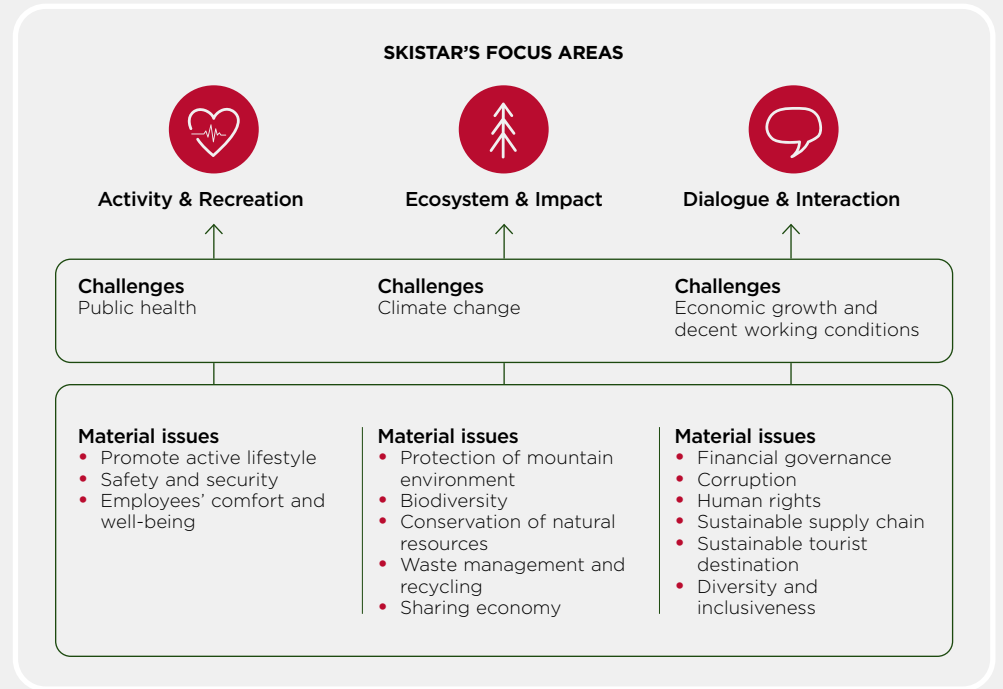 SKISTAR'S FOCUS AREAS
Activity & Recreation
Ecosystem & Impact
Dialogue & Interaction
Challenges
Public health
Challenges
Climate change
Challenges
Economic growth and
decent working conditions
Material issues
• Promote active lifestyle
• Safety and security
• Employees' comfort and
well-being
Material issues
• Protection of mountain
environment
• Biodiversity
• Conservation of natural
resources
• Waste management and
recycling
• Sharing economy
Material issues
• Financial governance
• Corruption
• Human rights
• Sustainable supply chain
• Sustainable tourist
destination
• Diversity and
inclusiveness